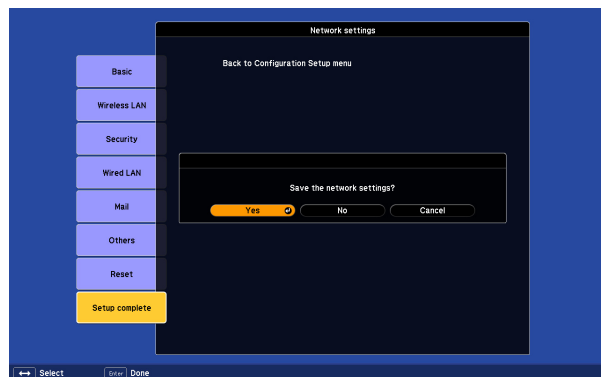 Network settings
Back to Configuration Setup menu
Basic
Wireless LAN
Security
Wired LAN
Mail
Others
Reset
Setup complete
Save the network settings?
Yes No Cancel
Select Enter Done